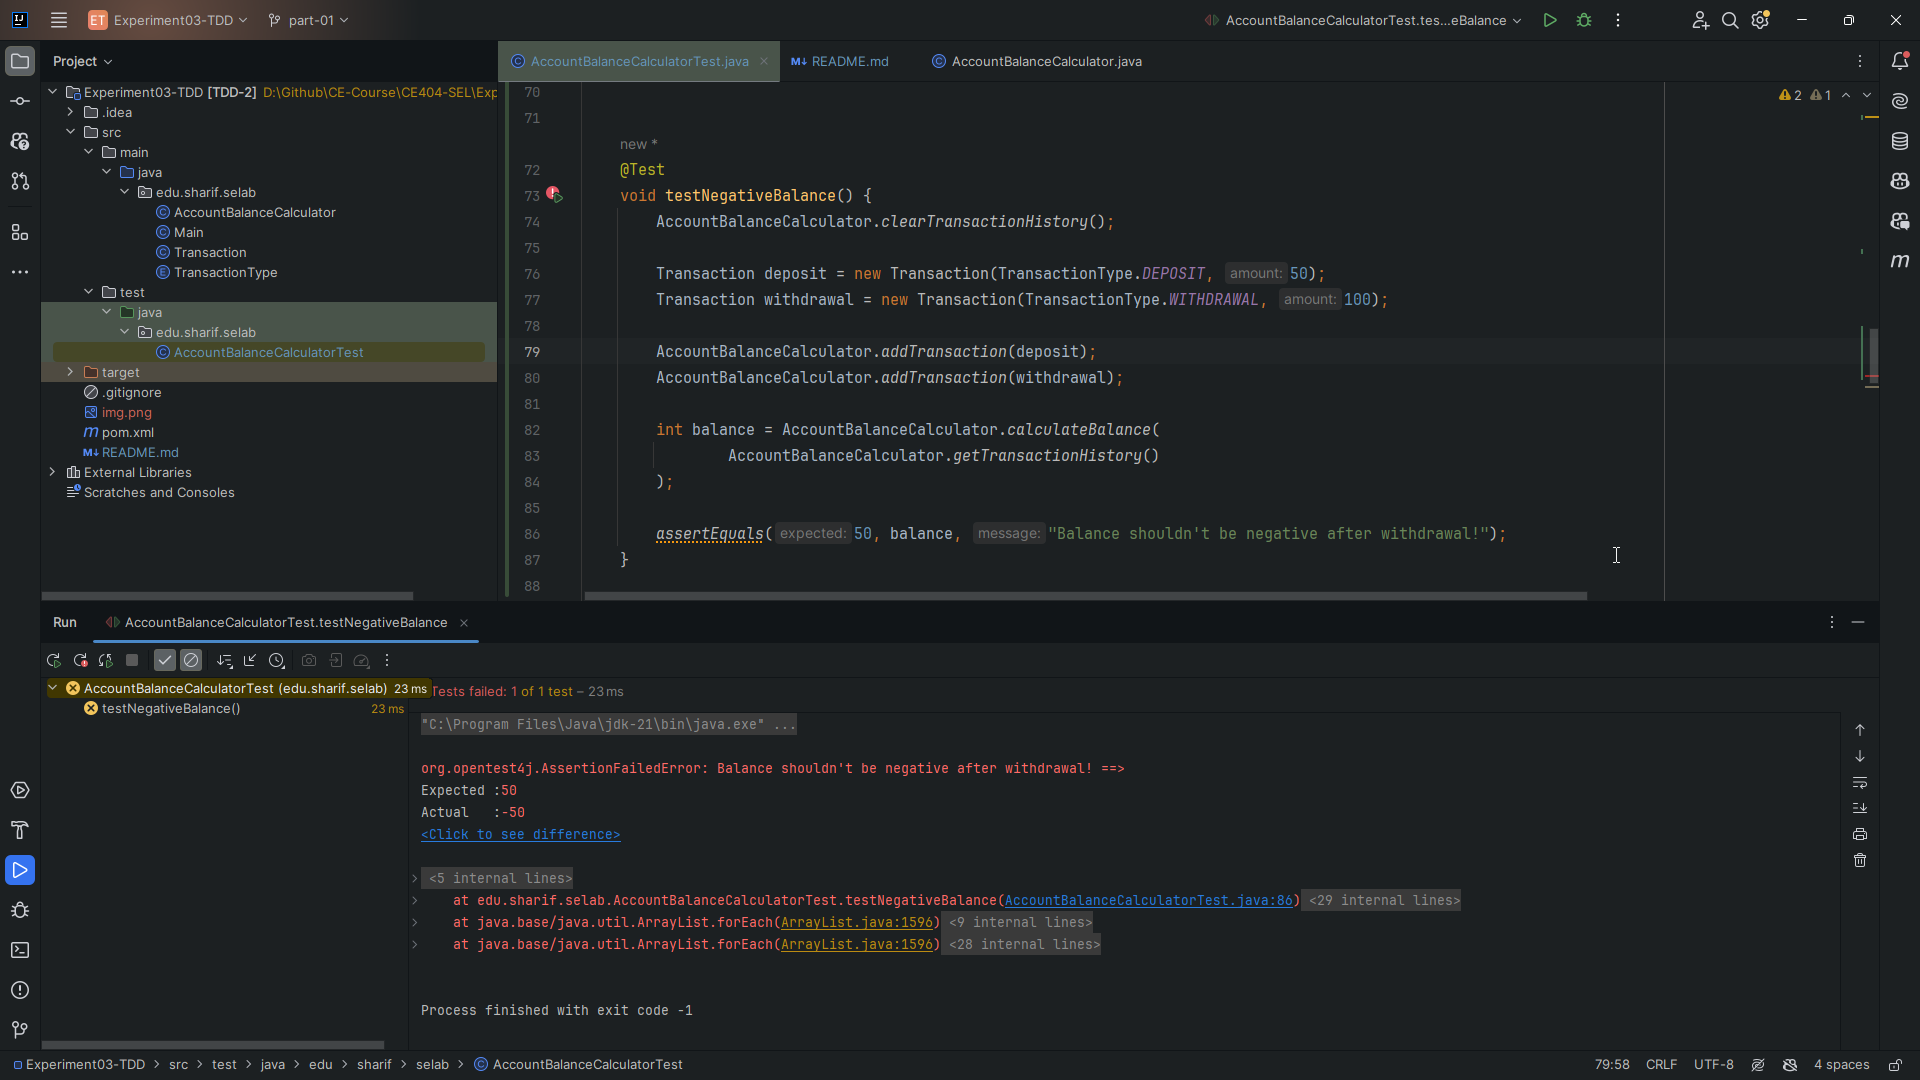 ET Experiment03-TDD part-01 AccountBalanceCalculatorTest.tes...eBalance
Project
AccountBalanceCalculatorTest.java README.md AccountBalanceCalculator.java
Experiment03-TDD [TDD-2] D:\Github\CE-Course\CE404-SEL\Exp
.idea
src
main
java
edu.sharif.selab
AccountBalanceCalculator
Main
Transaction
TransactionType
test
java
edu.sharif.selab
AccountBalanceCalculatorTest
target
.gitignore
img.png
pom.xml
README.md
External Libraries
Scratches and Consoles
2 1
70
71
new *
72 @Test
73 void testNegativeBalance() {
74 AccountBalanceCalculator.clearTransactionHistory();
75
76 Transaction deposit = new Transaction(TransactionType.DEPOSIT, amount: 50);
77 Transaction withdrawal = new Transaction(TransactionType.WITHDRAWAL, amount: 100);
78
79 AccountBalanceCalculator.addTransaction(deposit);
80 AccountBalanceCalculator.addTransaction(withdrawal);
81
82 int balance = AccountBalanceCalculator.calculateBalance(
83 AccountBalanceCalculator.getTransactionHistory()
84 );
85
86 assertEquals( expected: 50, balance, message: "Balance shouldn't be negative after withdrawal!");
87 }
88
Run AccountBalanceCalculatorTest.testNegativeBalance
AccountBalanceCalculatorTest (edu.sharif.selab) 23 ms
testNegativeBalance() 23 ms
Tests failed: 1 of 1 test – 23 ms
"C:\Program Files\Java\jdk-21\bin\java.exe" ...
org.opentest4j.AssertionFailedError: Balance shouldn't be negative after withdrawal! ==>
Expected :50
Actual :-50
<Click to see difference>
<5 internal lines>
at edu.sharif.selab.AccountBalanceCalculatorTest.testNegativeBalance(AccountBalanceCalculatorTest.java:86) <29 internal lines>
at java.base/java.util.ArrayList.forEach(ArrayList.java:1596) <9 internal lines>
at java.base/java.util.ArrayList.forEach(ArrayList.java:1596) <28 internal lines>
Process finished with exit code -1
Experiment03-TDD > src > test > java > edu > sharif > selab > AccountBalanceCalculatorTest
79:58 CRLF UTF-8 4 spaces